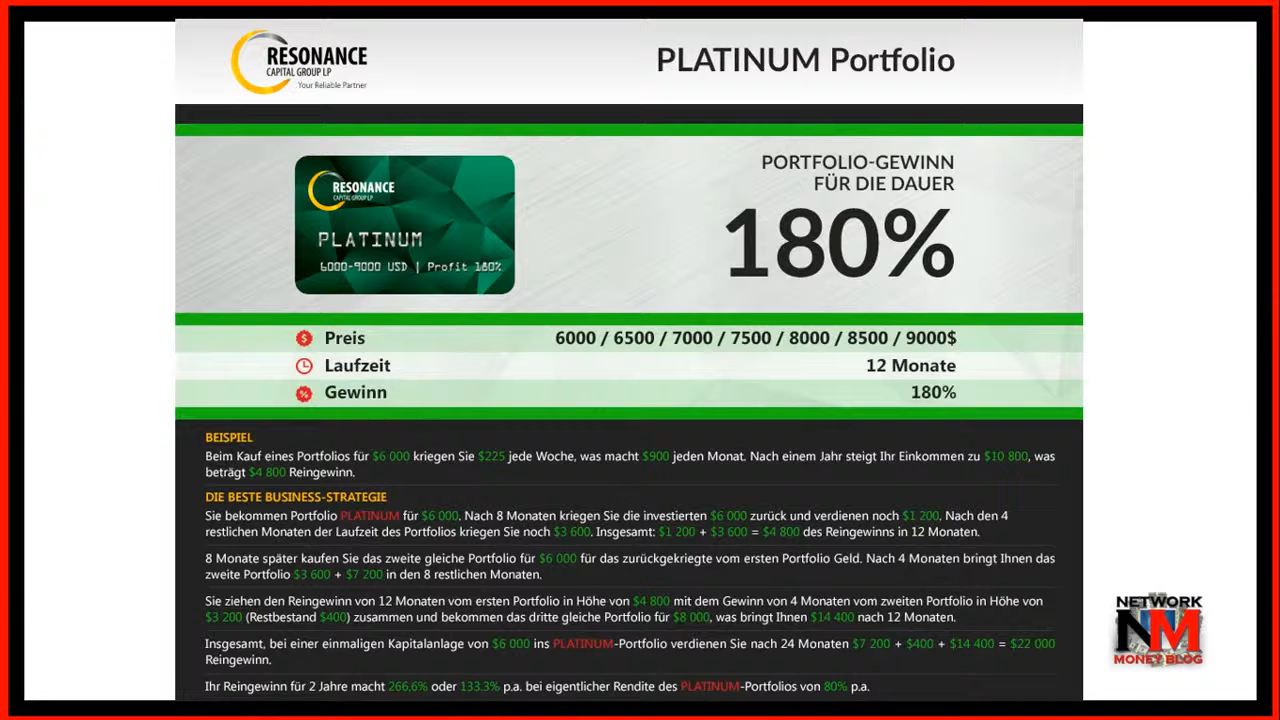 RESONANCE
CAPITAL GROUP LP
Your Reliable Partner
PLATINUM Portfolio
RESONANCE
CAPITAL GROUP LP
PLATINUM
6000-9000 USD | Profit 180%
PORTFOLIO-GEWINN
FÜR DIE DAUER
180%
Preis 6000 / 6500 / 7000 / 7500 / 8000 / 8500 / 9000$
Laufzeit 12 Monate
Gewinn 180%
BEISPIEL
Beim Kauf eines Portfolios für $6 000 kriegen Sie $225 jede Woche, was macht $900 jeden Monat. Nach einem Jahr steigt Ihr Einkommen zu $10 800, was
beträgt $4 800 Reingewinn.
DIE BESTE BUSINESS-STRATEGIE
Sie bekommen Portfolio PLATINUM für $6 000. Nach 8 Monaten kriegen Sie die investierten $6 000 zurück und verdienen noch $1 200. Nach den 4
restlichen Monaten der Laufzeit des Portfolios kriegen Sie noch $3 600. Insgesamt: $1 200 + $3 600 = $4 800 des Reingewinns in 12 Monaten.
8 Monate später kaufen Sie das zweite gleiche Portfolio für $6 000 für das zurückgekriegte vom ersten Portfolio Geld. Nach 4 Monaten bringt Ihnen das
zweite Portfolio $3 600 + $7 200 in den 8 restlichen Monaten.
Sie ziehen den Reingewinn von 12 Monaten vom ersten Portfolio in Höhe von $4 800 mit dem Gewinn von 4 Monaten vom zweiten Portfolio in Höhe von
$3 200 (Restbestand $400) zusammen und bekommen das dritte gleiche Portfolio für $8 000, was bringt Ihnen $14 400 nach 12 Monaten.
Insgesamt, bei einer einmaligen Kapitalanlage von $6 000 ins PLATINUM-Portfolio verdienen Sie nach 24 Monaten $7 200 + $400 + $14 400 = $22 000
Reingewinn.
Ihr Reingewinn für 2 Jahre macht 266.6% oder 133.3% p.a. bei eigentlicher Rendite des PLATINUM-Portfolios von 80% p.a.
NETWORK
NM
MONEY BLOG